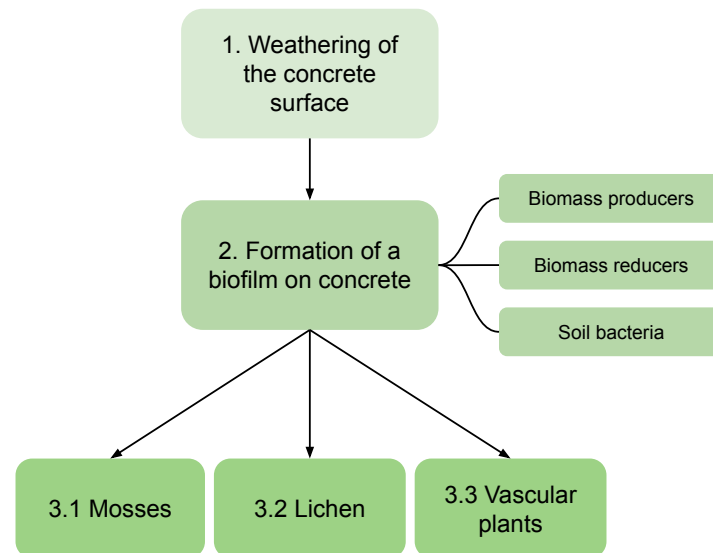 1. Weathering of
the concrete
surface
2. Formation of a
biofilm on concrete
Biomass producers
Biomass reducers
Soil bacteria
3.1 Mosses
3.2 Lichen
3.3 Vascular
plants